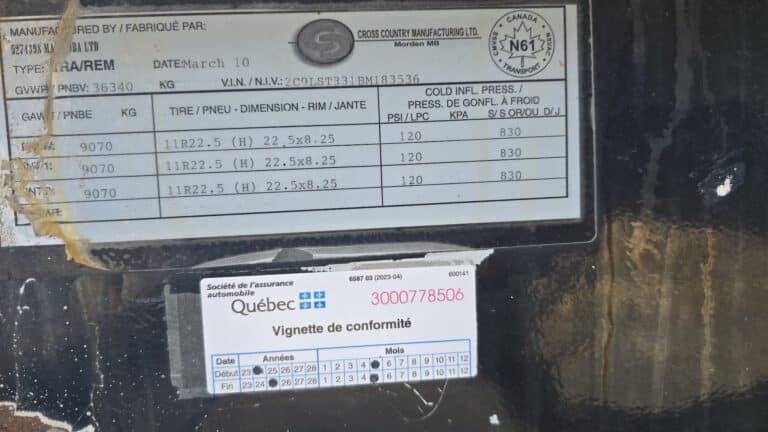 MANUFACTURED BY / FABRIQUÉ PAR:
LTD
S
CROSS COUNTRY MANUFACTURING LTD.
Morden MB
CANADA
N61
TRANSPORT
CMVSS
NSVAC
TYPE: TRA/REM DATE: March 10
GVWR / PNBV: 36340 KG V.I.N. / N.I.V.: 2C9LST331BM183536
GAWR / PNBE KG TIRE / PNEU - DIMENSION - RIM / JANTE COLD INFL. PRESS. /
PRESS. DE GONFL. À FROID
PSI / LPC KPA S/ S OR/OU D/ J
9070 11R22.5 (H) 22.5x8.25 120 830
9070 11R22.5 (H) 22.5x8.25 120 830
9070 11R22.5 (H) 22.5x8.25 120 830
Société de l'assurance
automobile
Québec
6587 03 (2023-04) 600141
3000778506
Vignette de conformité
Date Années Mois
Début 23 25 26 27 28 1 2 3 4 6 7 8 9 10 11 12
Fin 23 24 26 27 28 1 2 3 4 6 7 8 9 10 11 12